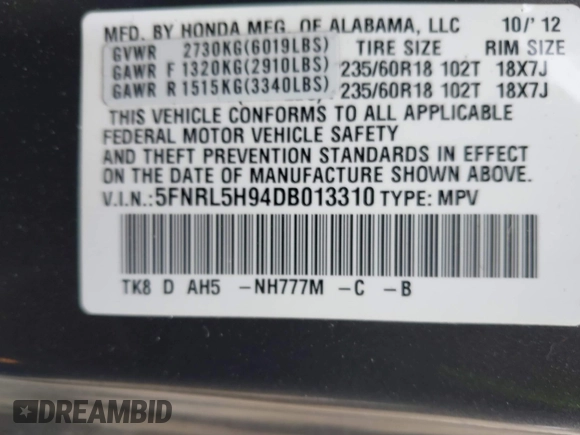 MFD. BY HONDA MFG. OF ALABAMA, LLC 10/'12
GVWR 2730KG(6019LBS) TIRE SIZE RIM SIZE
GAWR F 1320KG(2910LBS) 235/60R18 102T 18X7J
GAWR R 1515KG(3340LBS) 235/60R18 102T 18X7J
THIS VEHICLE CONFORMS TO ALL APPLICABLE
FEDERAL MOTOR VEHICLE SAFETY
AND THEFT PREVENTION STANDARDS IN EFFECT
ON THE DATE OF MANUFACTURE SHOWN ABOVE.
V.I.N.:5FNRL5H94DB013310 TYPE: MPV
TK8 D AH5 -NH777M -C -B
DREAMBID